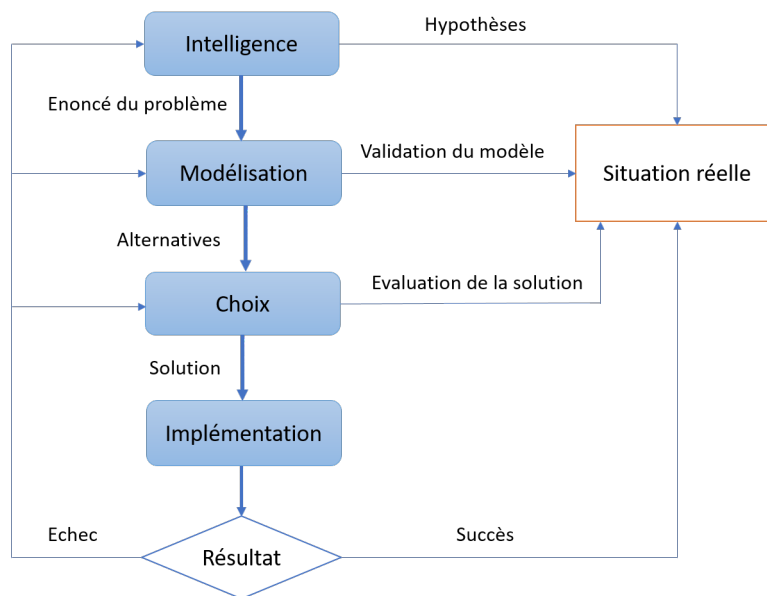 Intelligence
Hypothèses
Enoncé du problème
Modélisation
Validation du modèle
Situation réelle
Alternatives
Choix
Evaluation de la solution
Solution
Implémentation
Echec
Résultat
Succès